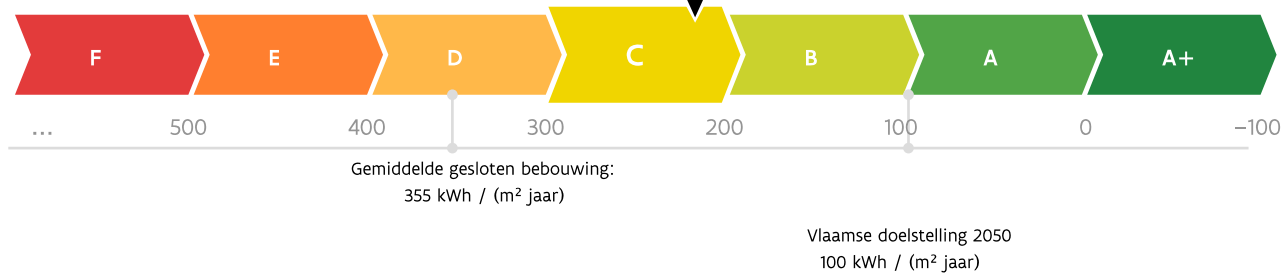 F E D C B A A+
... 500 400 300 200 100 0 −100
Gemiddelde gesloten bebouwing:
355 kWh / (m² jaar)
Vlaamse doelstelling 2050
100 kWh / (m² jaar)